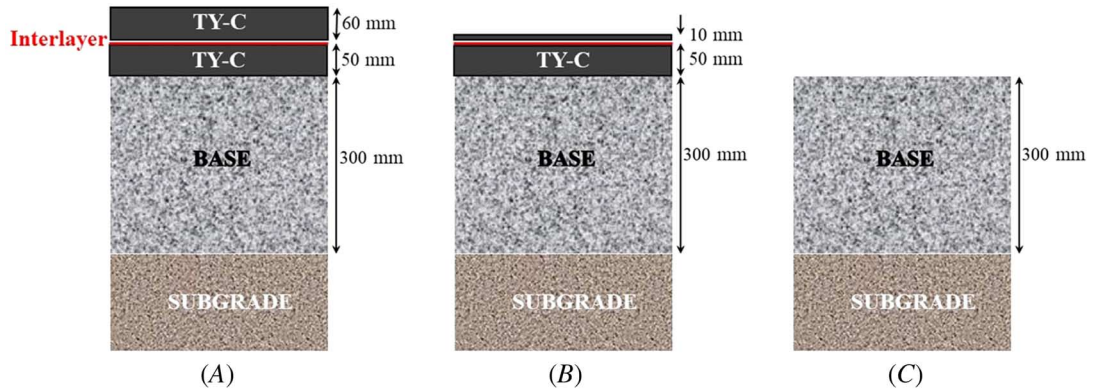 TY-C
60 mm
Interlayer
TY-C
50 mm
BASE
300 mm
SUBGRADE
(A)
10 mm
TY-C
50 mm
BASE
300 mm
SUBGRADE
(B)
BASE
300 mm
SUBGRADE
(C)